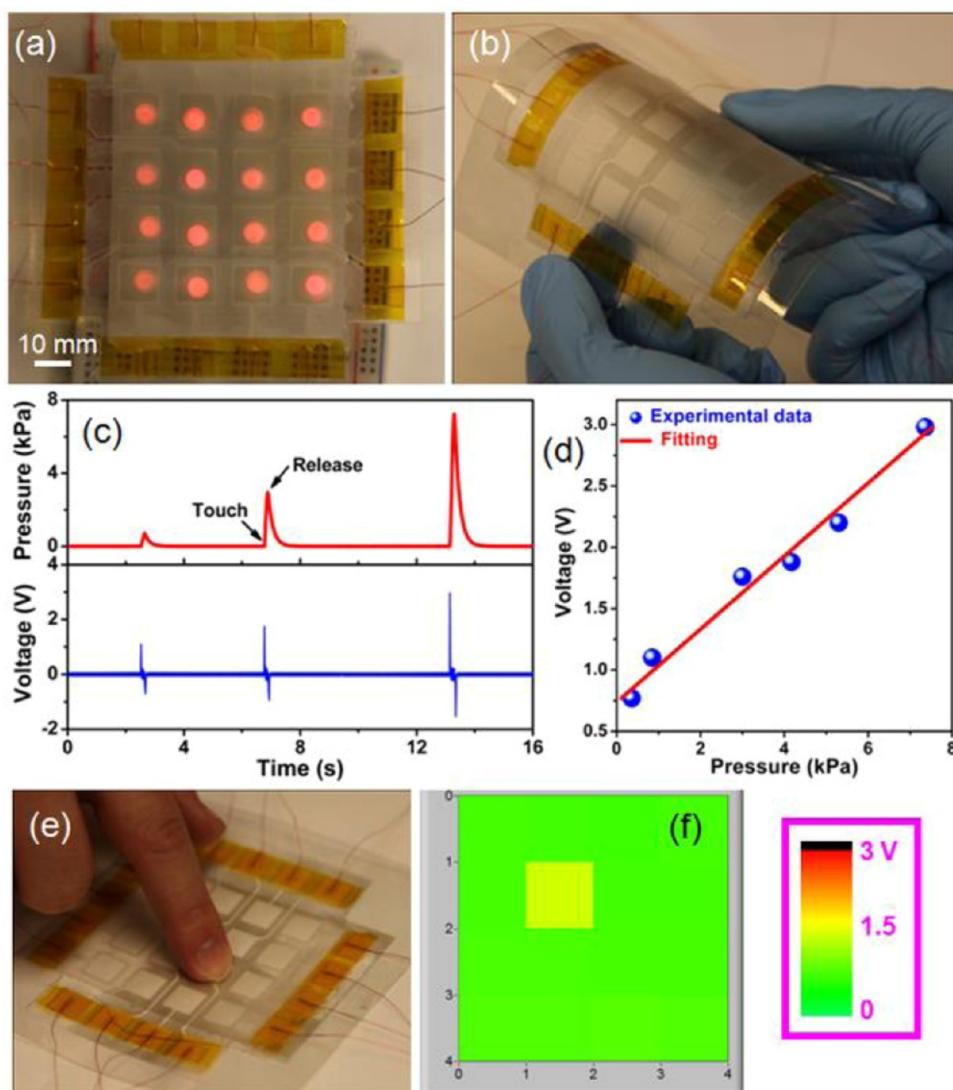 (a)
10 mm
(b)
(c)
8
4
0
Pressure (kPa)
Touch
Release
4
2
0
-2
Voltage (V)
0
4
8
12
16
Time (s)
(d)
Experimental data
Fitting
3.0
2.5
2.0
1.5
1.0
0.5
Voltage (V)
0
2
4
6
8
Pressure (kPa)
(e)
(f)
0
1
2
3
4
0
1
2
3
4
3 V
1.5
0